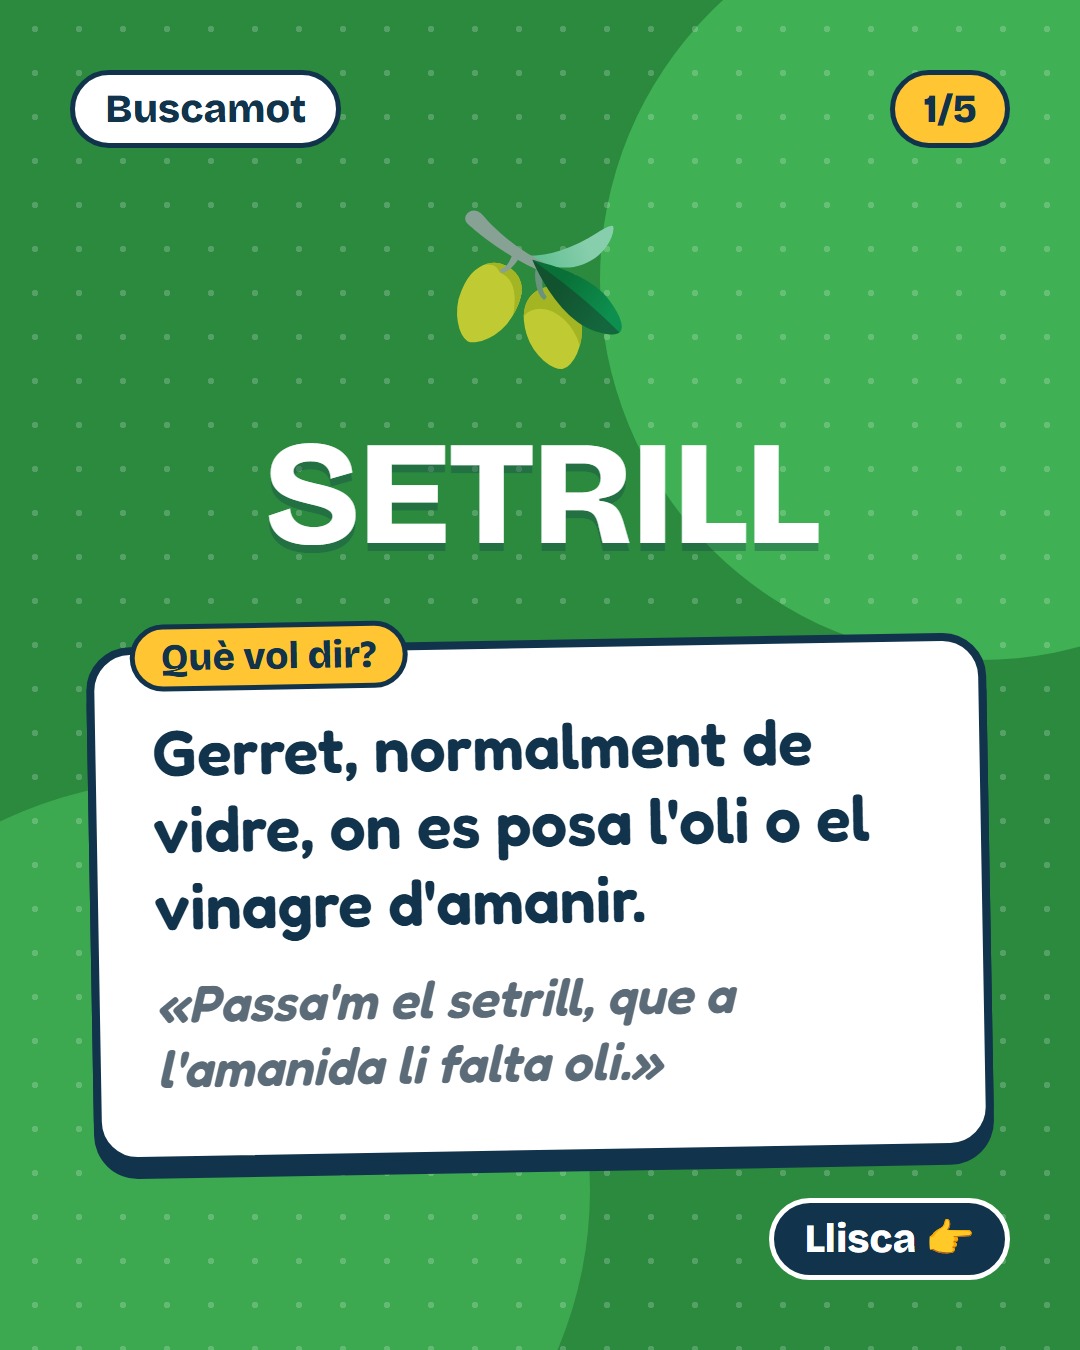 Buscamot
1/5
SETRILL
Què vol dir?
Gerret, normalment de
vidre, on es posa l'oli o el
vinagre d'amanir.
«Passa'm el setrill, que a
l'amanida li falta oli.»
Llisca 👉